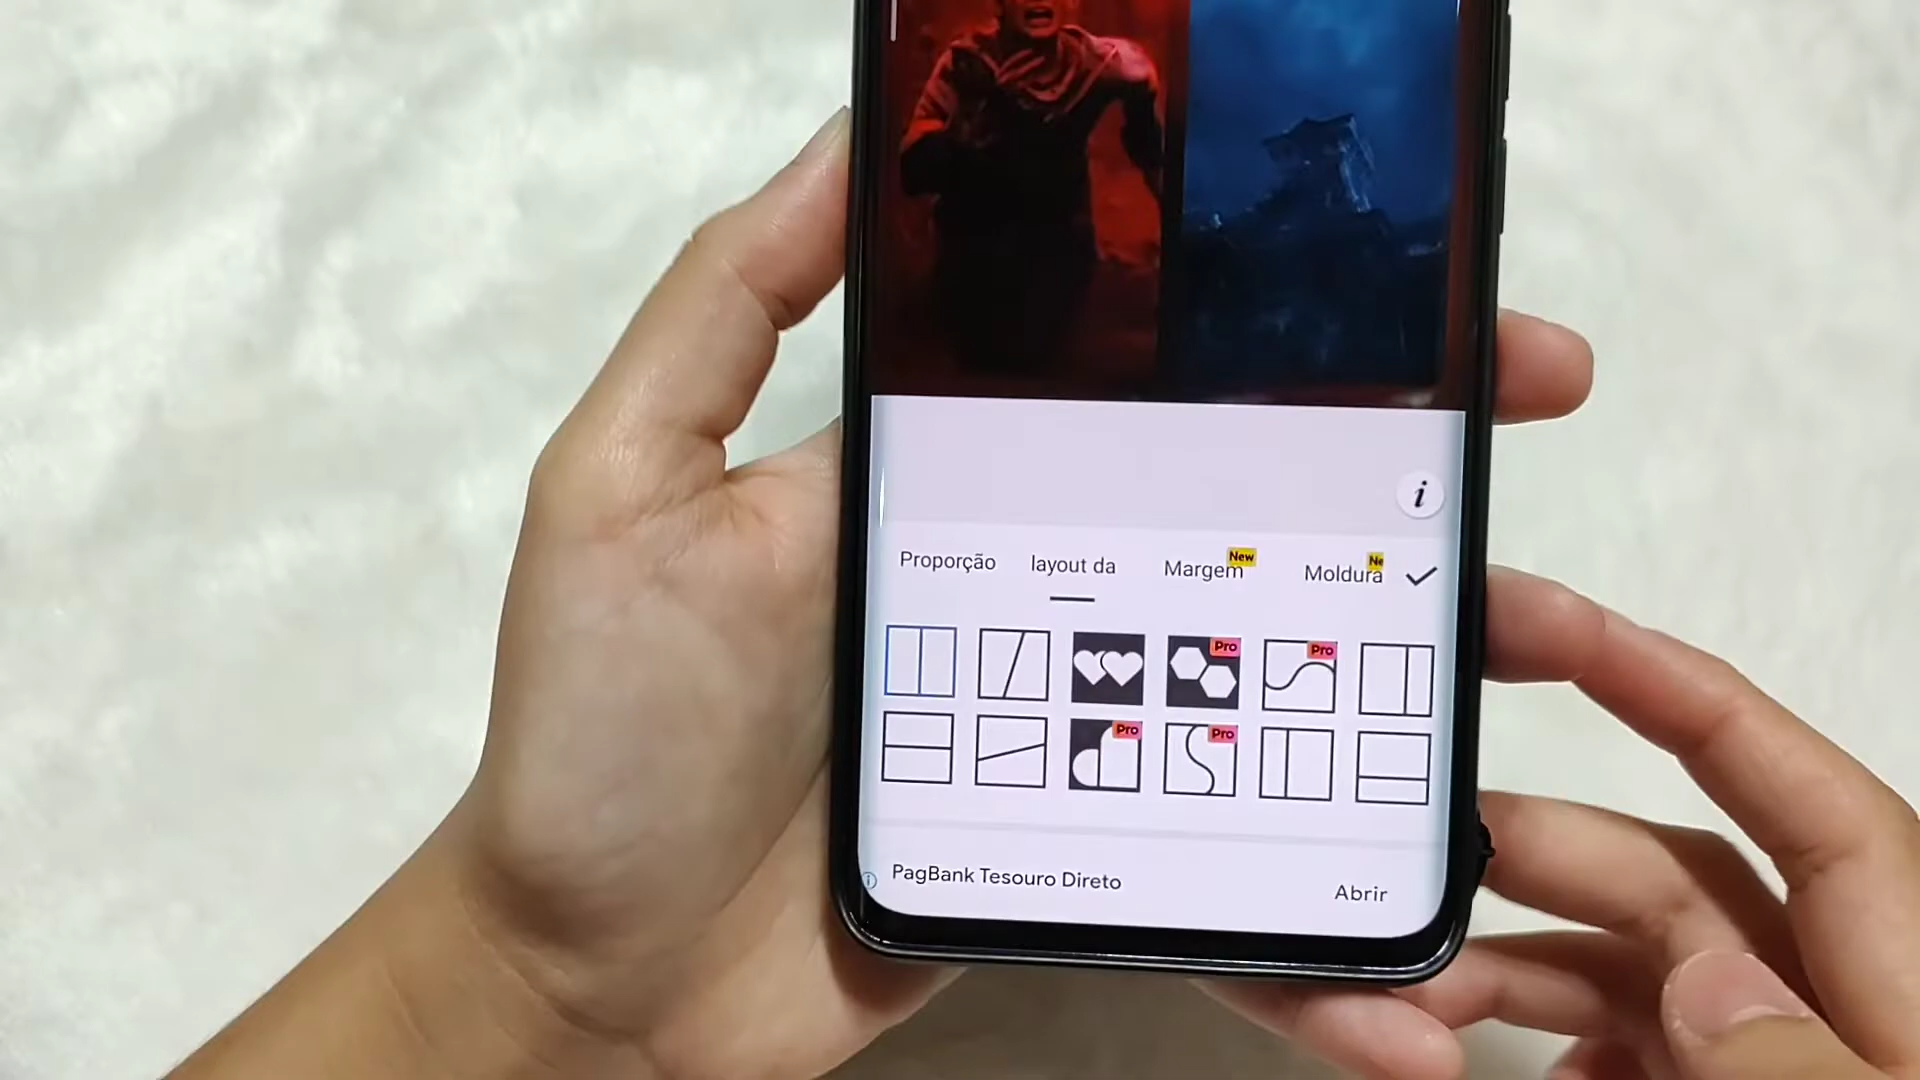 i
Proporção layout da Margem New Moldura Ne
Pro Pro
Pro Pro
PagBank Tesouro Direto Abrir